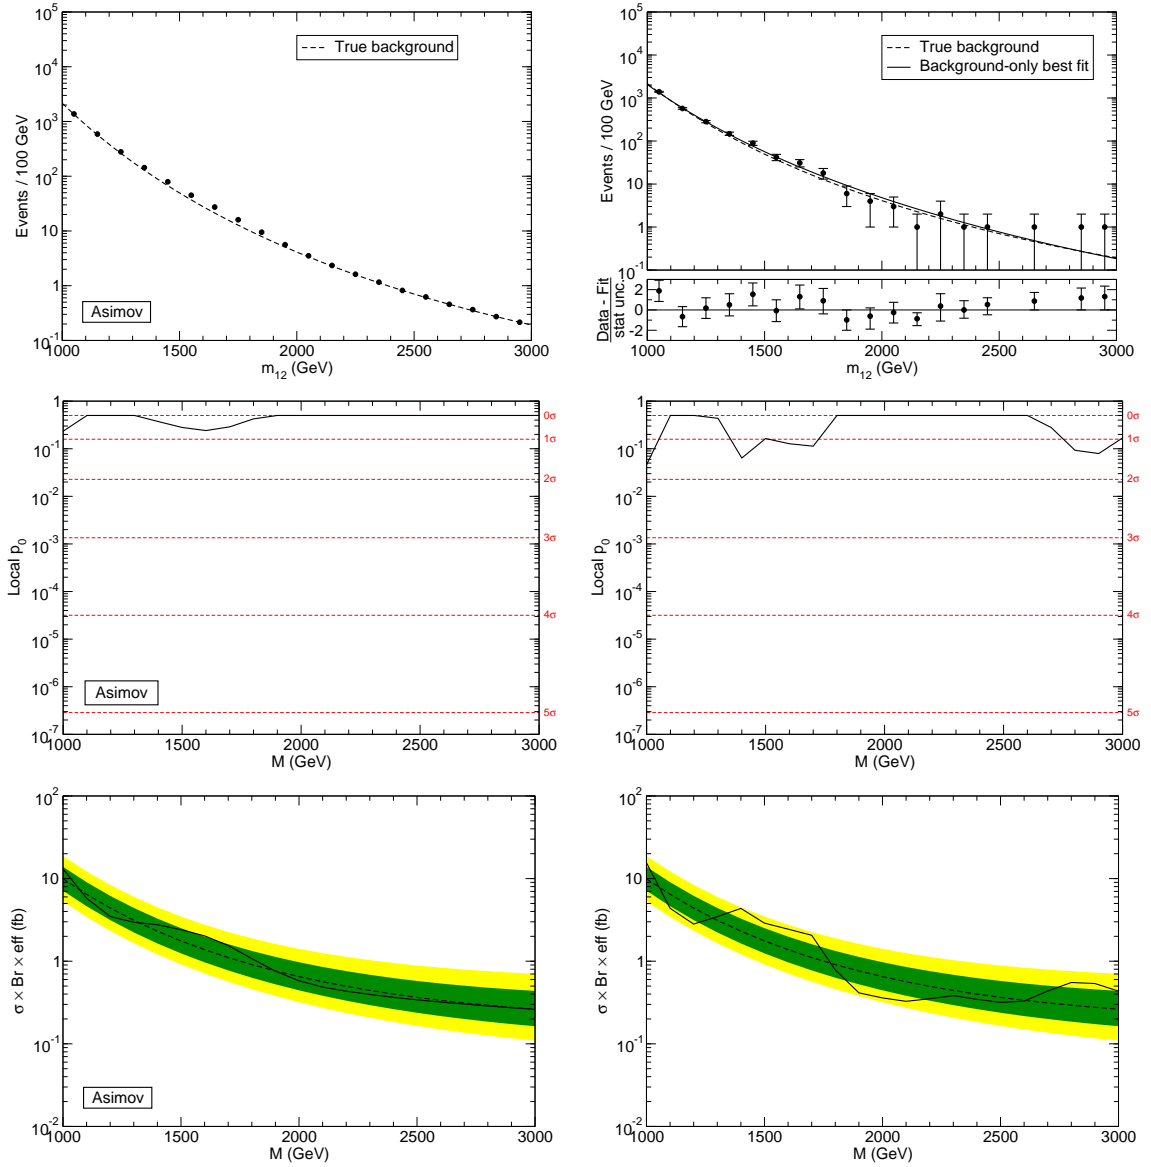 10^5
10^4
10^3
10^2
10
1
10^-1
Events / 100 GeV
True background
Asimov
1000 1500 2000 2500 3000
m_12 (GeV)
10^5
10^4
10^3
10^2
10
1
10^-1
Events / 100 GeV
True background
Background-only best fit
Data - Fit
stat unc.
2
0
-2
1000 1500 2000 2500 3000
m_12 (GeV)
1
10^-1
10^-2
10^-3
10^-4
10^-5
10^-6
10^-7
Local p_0
0σ
1σ
2σ
3σ
4σ
5σ
Asimov
1000 1500 2000 2500 3000
M (GeV)
1
10^-1
10^-2
10^-3
10^-4
10^-5
10^-6
10^-7
Local p_0
0σ
1σ
2σ
3σ
4σ
5σ
1000 1500 2000 2500 3000
M (GeV)
10^2
10
1
10^-1
10^-2
σ × Br × eff (fb)
Asimov
1000 1500 2000 2500 3000
M (GeV)
10^2
10
1
10^-1
10^-2
σ × Br × eff (fb)
1000 1500 2000 2500 3000
M (GeV)